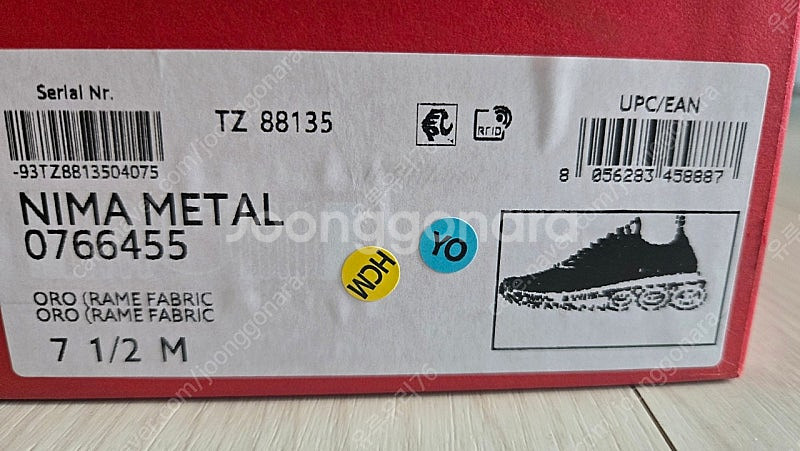 Serial Nr.
TZ 88135
RFID
UPC/EAN
-93TZ8813504075
8 056283 458887
NIMA METAL
0766455
joonggonara
YO
HCM
ORO (RAME FABRIC
ORO (RAME FABRIC
7 1/2 M